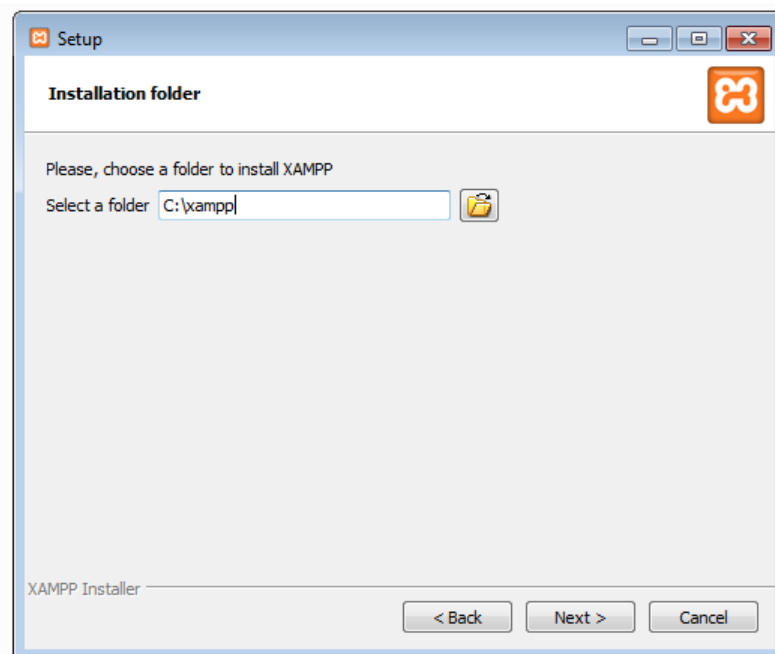 Setup
Installation folder
Please, choose a folder to install XAMPP
Select a folder C:\xampp
XAMPP Installer
< Back Next > Cancel